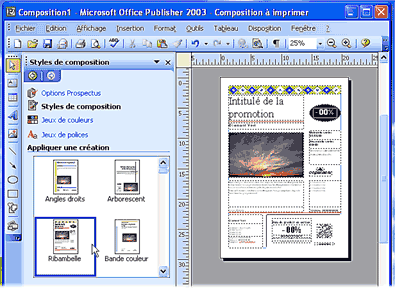 Composition1 - Microsoft Office Publisher 2003 - Composition à imprimer
Fichier Edition Affichage Insertion Format Outils Tableau Disposition Fenêtre ?
25%
Styles de composition
Options Prospectus
Styles de composition
Jeux de couleurs
Jeux de polices
Appliquer une création
Angles droits
Arborescent
Ribambelle
Bande couleur
Intitulé de la
promotion
-00%
-00%